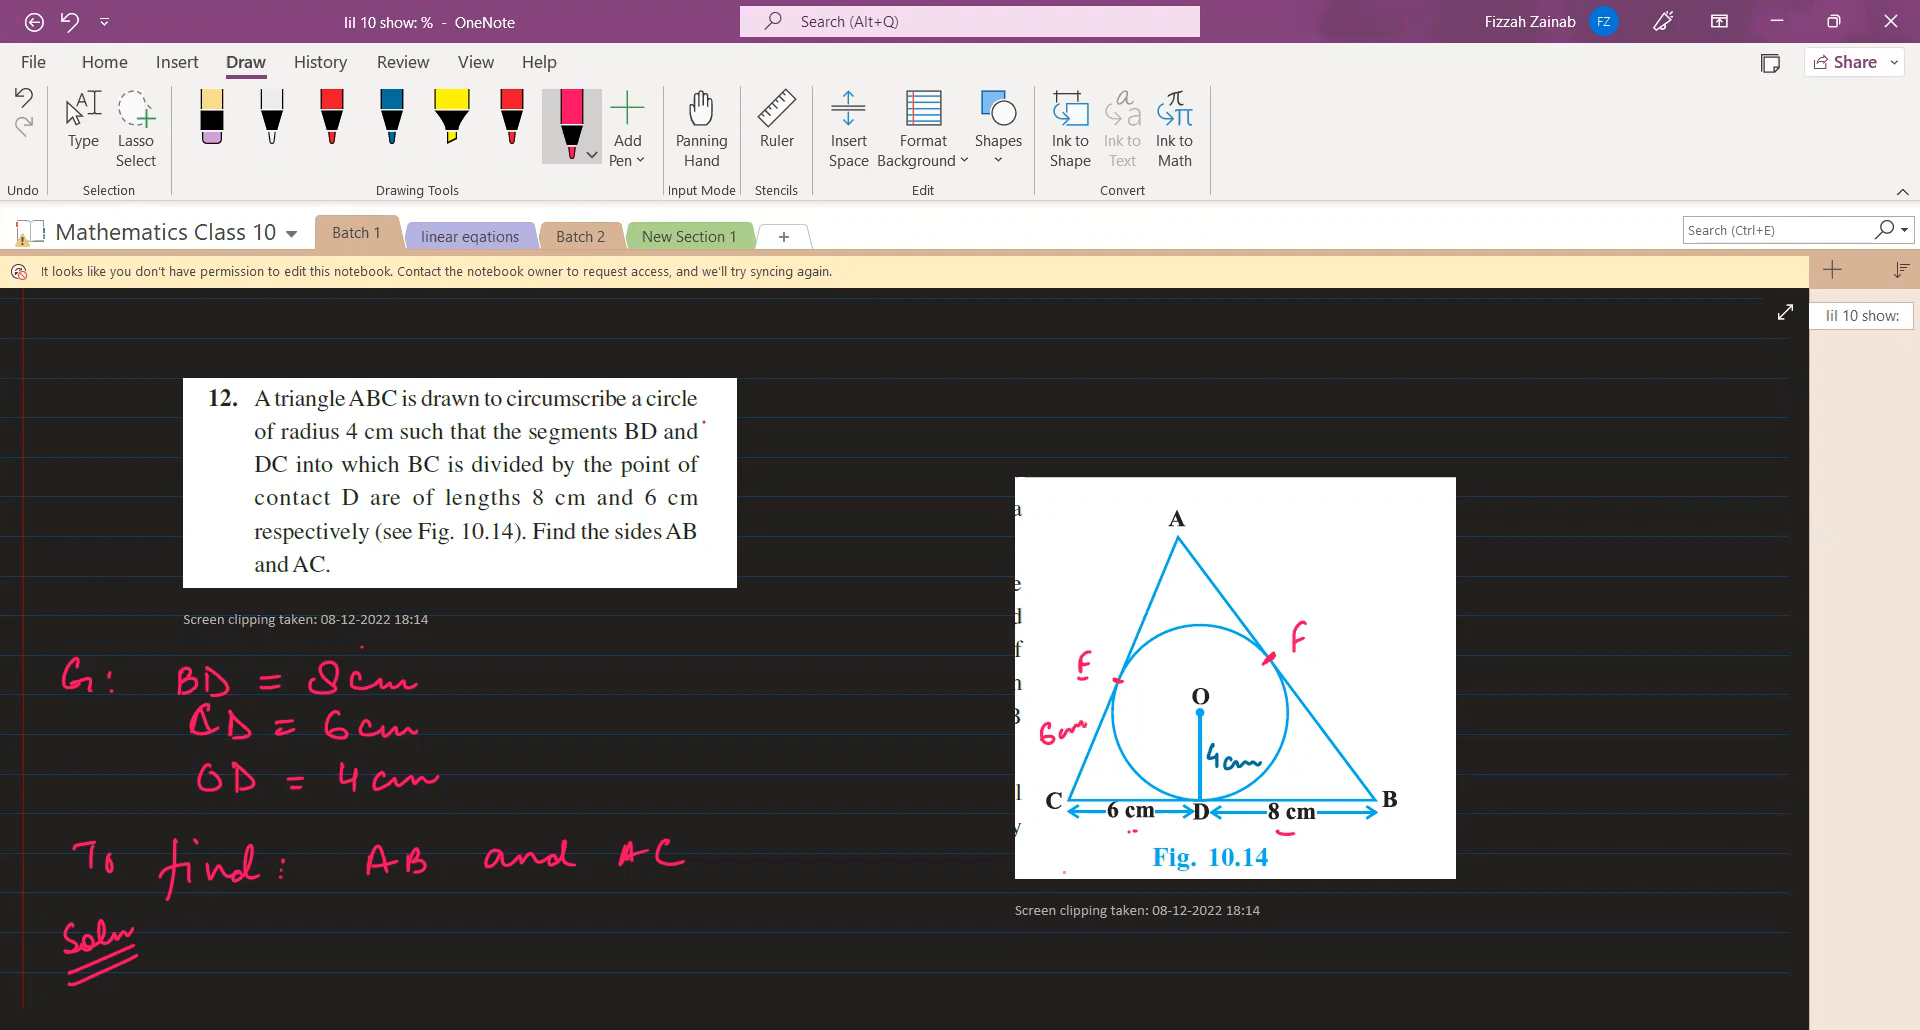 lil 10 show: % - OneNote
Search (Alt+Q)
Fizzah Zainab
FZ
File Home Insert Draw History Review View Help
Share
Type
Lasso Select
Add Pen
Panning Hand
Ruler
Insert Space
Format Background
Shapes
Ink to Shape
Ink to Text
Ink to Math
Undo
Selection
Drawing Tools
Input Mode
Stencils
Edit
Convert
Mathematics Class 10
Batch 1
linear eqations
Batch 2
New Section 1
Search (Ctrl+E)
It looks like you don't have permission to edit this notebook. Contact the notebook owner to request access, and we'll try syncing again.
lil 10 show:
12. A triangle ABC is drawn to circumscribe a circle
of radius 4 cm such that the segments BD and
DC into which BC is divided by the point of
contact D are of lengths 8 cm and 6 cm
respectively (see Fig. 10.14). Find the sides AB
and AC.
Screen clipping taken: 08-12-2022 18:14
G: BD = 8cm
CD = 6cm
OD = 4cm
To find: AB and AC
Soln
a
e
d
f
l
y
A
E
F
O
6cm
4cm
C
D
B
6 cm
8 cm
Fig. 10.14
Screen clipping taken: 08-12-2022 18:14